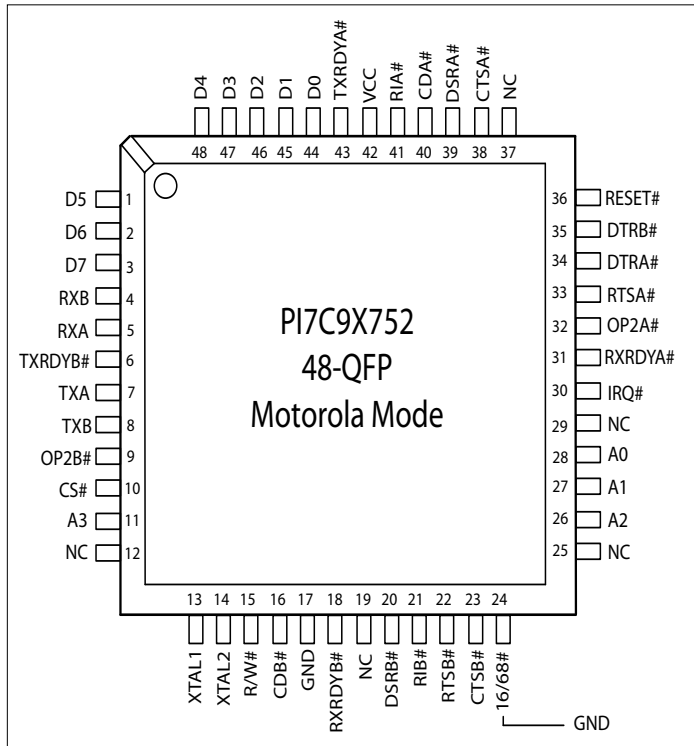 D4 D3 D2 D1 D0 TXRDYA# VCC RIA# CDA# DSRA# CTSA# NC
48 47 46 45 44 43 42 41 40 39 38 37
D5 1
D6 2
D7 3
RXB 4
RXA 5
TXRDYB# 6
TXA 7
TXB 8
OP2B# 9
CS# 10
A3 11
NC 12
PI7C9X752
48-QFP
Motorola Mode
36 RESET#
35 DTRB#
34 DTRA#
33 RTSA#
32 OP2A#
31 RXRDYA#
30 IRQ#
29 NC
28 A0
27 A1
26 A2
25 NC
13 14 15 16 17 18 19 20 21 22 23 24
XTAL1 XTAL2 R/W# CDB# GND RXRDYB# NC DSRB# RIB# RTSB# CTSB# 16/68#
GND